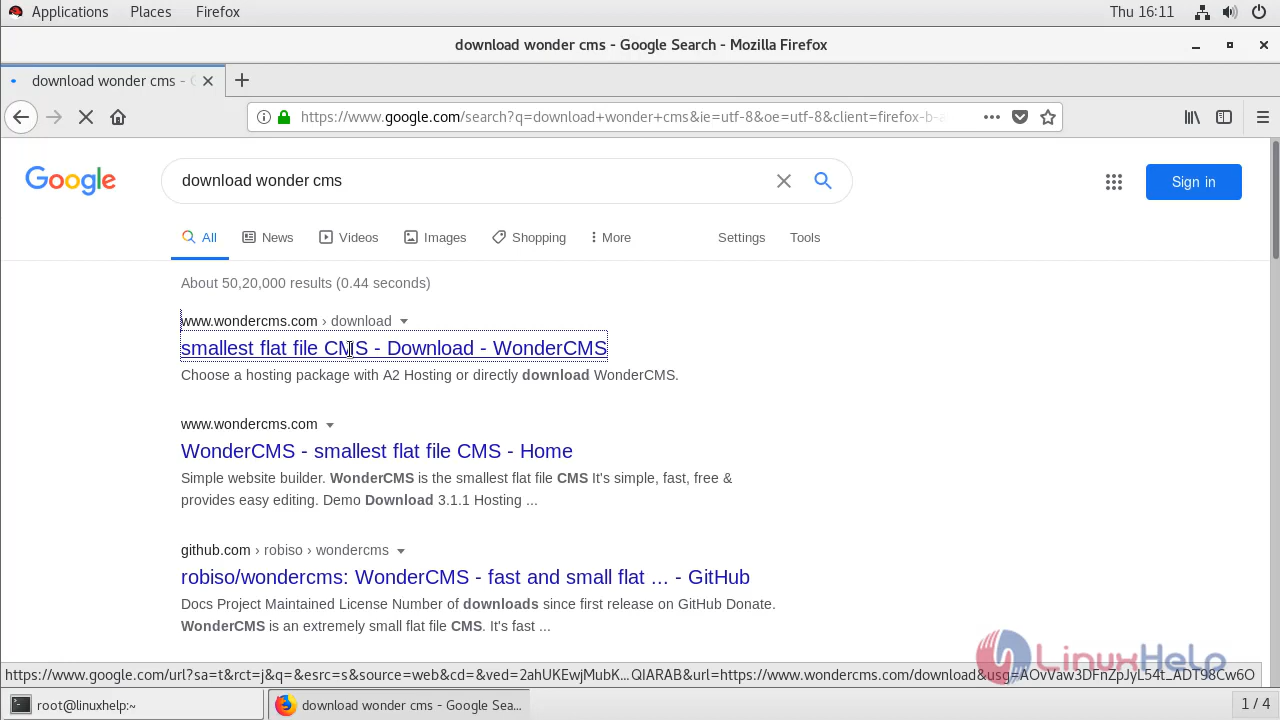 Applications Places Firefox Thu 16:11
download wonder cms - Google Search - Mozilla Firefox
download wonder cms - G
https://www.google.com/search?q=download+wonder+cms&ie=utf-8&oe=utf-8&client=firefox-b-a
Google download wonder cms Sign in
All News Videos Images Shopping More Settings Tools
About 50,20,000 results (0.44 seconds)
www.wondercms.com › download
smallest flat file CMS - Download - WonderCMS
Choose a hosting package with A2 Hosting or directly download WonderCMS.
www.wondercms.com
WonderCMS - smallest flat file CMS - Home
Simple website builder. WonderCMS is the smallest flat file CMS It's simple, fast, free &
provides easy editing. Demo Download 3.1.1 Hosting ...
github.com › robiso › wondercms
robiso/wondercms: WonderCMS - fast and small flat ... - GitHub
Docs Project Maintained License Number of downloads since first release on GitHub Donate.
WonderCMS is an extremely small flat file CMS. It's fast ...
LinuxHelp
https://www.google.com/url?sa=t&rct=j&q=&esrc=s&source=web&cd=&ved=2ahUKEwjMubK...QIARAB&url=https://www.wondercms.com/download&usg=AOvVaw3DFnZpJyL54t_ADT98Cw6O
root@linuxhelp:~ download wonder cms - Google Sea... 1 / 4